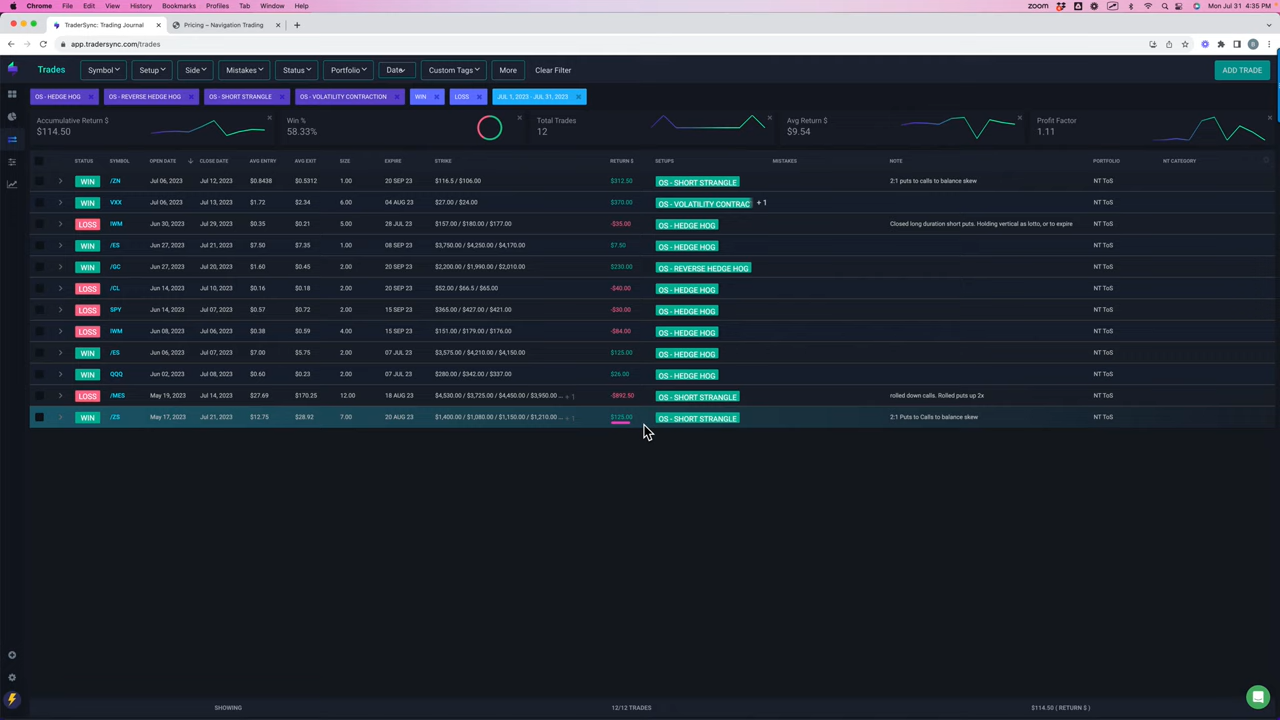 Chrome File Edit View History Bookmarks Profiles Tab Window Help zoom Mon Jul 31 4:35 PM
TraderSync: Trading Journal Pricing – Navigation Trading
app.tradersync.com/trades
Trades Symbol Setup Side Mistakes Status Portfolio Date Custom Tags More Clear Filter ADD TRADE
OS - HEDGE HOG × OS - REVERSE HEDGE HOG × OS - SHORT STRANGLE × OS - VOLATILITY CONTRACTION × WIN × LOSS × JUL 1, 2023 - JUL 31, 2023 ×
Accumulative Return $ Win % Total Trades Avg Return $ Profit Factor
$114.50 58.33% 12 $9.54 1.11
STATUS SYMBOL OPEN DATE CLOSE DATE AVG ENTRY AVG EXIT SIZE EXPIRE STRIKE RETURN $ SETUPS MISTAKES NOTE PORTFOLIO NT CATEGORY
WIN /ZN Jul 06, 2023 Jul 12, 2023 $0.8438 $0.5312 1.00 20 SEP 23 $116.5 / $106.00 $312.50 OS - SHORT STRANGLE 2:1 puts to calls to balance skew NT ToS
WIN VXX Jul 06, 2023 Jul 13, 2023 $1.72 $2.34 6.00 04 AUG 23 $27.00 / $24.00 $370.00 OS - VOLATILITY CONTRAC + 1 NT ToS
LOSS IWM Jun 30, 2023 Jul 29, 2023 $0.35 $0.21 5.00 28 JUL 23 $157.00 / $180.00 / $177.00 -$35.00 OS - HEDGE HOG Closed long duration short puts. Holding vertical as lotto, or to expire NT ToS
WIN /ES Jun 27, 2023 Jul 21, 2023 $7.50 $7.35 1.00 08 SEP 23 $3,750.00 / $4,250.00 / $4,170.00 $7.50 OS - HEDGE HOG NT ToS
WIN /GC Jun 27, 2023 Jul 20, 2023 $1.60 $0.45 2.00 20 SEP 23 $2,200.00 / $1,990.00 / $2,010.00 $230.00 OS - REVERSE HEDGE HOG NT ToS
LOSS /CL Jun 14, 2023 Jul 10, 2023 $0.16 $0.18 2.00 20 SEP 23 $52.00 / $66.5 / $65.00 -$40.00 OS - HEDGE HOG NT ToS
LOSS SPY Jun 14, 2023 Jul 07, 2023 $0.57 $0.72 2.00 15 SEP 23 $365.00 / $427.00 / $421.00 -$30.00 OS - HEDGE HOG NT ToS
LOSS IWM Jun 08, 2023 Jul 03, 2023 $0.38 $0.59 4.00 15 SEP 23 $151.00 / $179.00 / $176.00 -$84.00 OS - HEDGE HOG NT ToS
WIN /ES Jun 06, 2023 Jul 07, 2023 $7.00 $5.75 2.00 07 JUL 23 $3,575.00 / $4,210.00 / $4,150.00 $125.00 OS - HEDGE HOG NT ToS
WIN QQQ Jun 02, 2023 Jul 08, 2023 $0.60 $0.23 2.00 07 JUL 23 $280.00 / $342.00 / $337.00 $26.00 OS - HEDGE HOG NT ToS
LOSS /MES May 19, 2023 Jul 14, 2023 $27.69 $170.25 12.00 18 AUG 23 $4,530.00 / $3,725.00 / $4,450.00 / $3,950.00 ... + 1 -$892.50 OS - SHORT STRANGLE rolled down calls. Rolled puts up 2x NT ToS
WIN /ZS May 17, 2023 Jul 21, 2023 $12.75 $28.92 7.00 20 AUG 23 $1,400.00 / $1,080.00 / $1,150.00 / $1,210.00 ... + 1 $125.00 OS - SHORT STRANGLE 2:1 Puts to Calls to balance skew NT ToS
SHOWING 12/12 TRADES $114.50 ( RETURN $ )